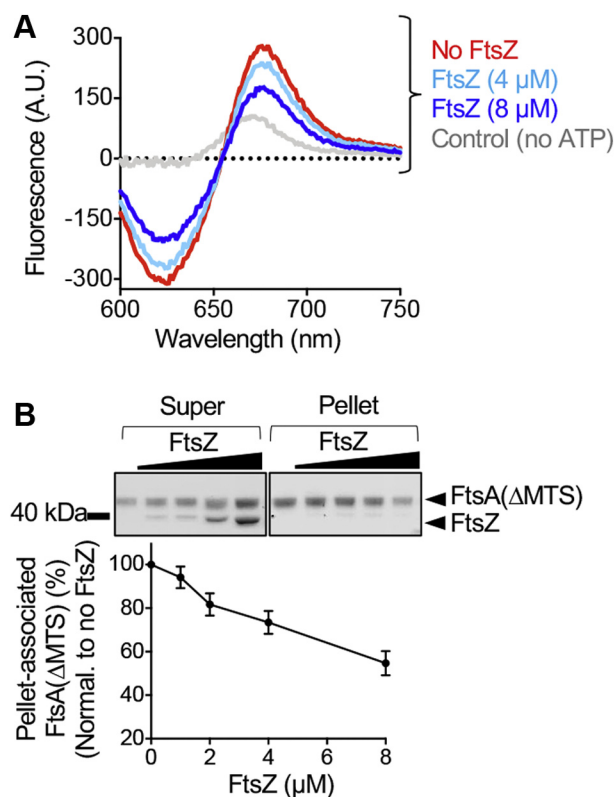 A
300
150
0
-150
-300
Fluorescence (A.U.)
600 650 700 750
Wavelength (nm)
No FtsZ
FtsZ (4 μM)
FtsZ (8 μM)
Control (no ATP)
B
Super Pellet
FtsZ FtsZ
40 kDa
FtsA(ΔMTS)
FtsZ
Pellet-associated
FtsA(ΔMTS) (%)
(Normal. to no FtsZ)
100
80
60
40
20
0 2 4 6 8
FtsZ (μM)